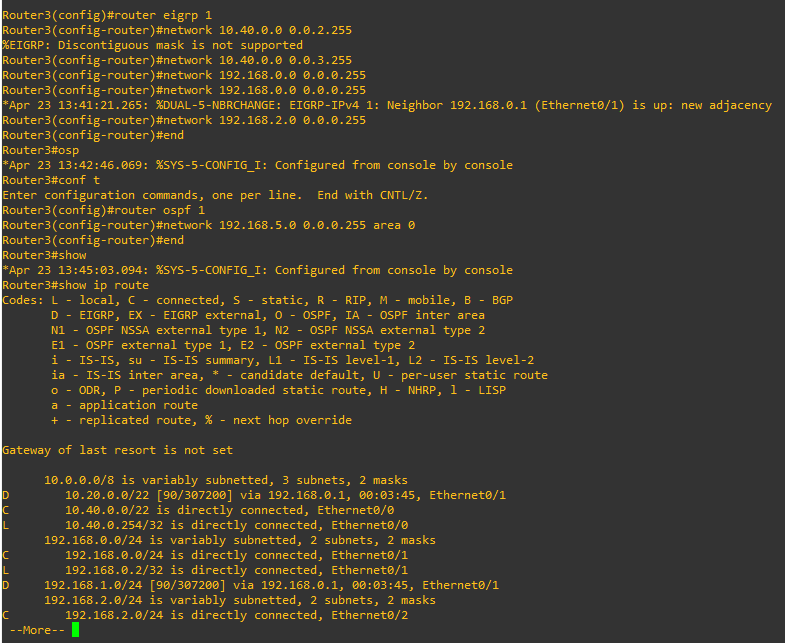 Router3(config)#router eigrp 1
Router3(config-router)#network 10.40.0.0 0.0.2.255
%EIGRP: Discontiguous mask is not supported
Router3(config-router)#network 10.40.0.0 0.0.3.255
Router3(config-router)#network 192.168.0.0 0.0.0.255
Router3(config-router)#network 192.168.0.0 0.0.0.255
*Apr 23 13:41:21.265: %DUAL-5-NBRCHANGE: EIGRP-IPv4 1: Neighbor 192.168.0.1 (Ethernet0/1) is up: new adjacency
Router3(config-router)#network 192.168.2.0 0.0.0.255
Router3(config-router)#end
Router3#osp
*Apr 23 13:42:46.069: %SYS-5-CONFIG_I: Configured from console by console
Router3#conf t
Enter configuration commands, one per line.  End with CNTL/Z.
Router3(config)#router ospf 1
Router3(config-router)#network 192.168.5.0 0.0.0.255 area 0
Router3(config-router)#end
Router3#show
*Apr 23 13:45:03.094: %SYS-5-CONFIG_I: Configured from console by console
Router3#show ip route
Codes: L - local, C - connected, S - static, R - RIP, M - mobile, B - BGP
       D - EIGRP, EX - EIGRP external, O - OSPF, IA - OSPF inter area
       N1 - OSPF NSSA external type 1, N2 - OSPF NSSA external type 2
       E1 - OSPF external type 1, E2 - OSPF external type 2
       i - IS-IS, su - IS-IS summary, L1 - IS-IS level-1, L2 - IS-IS level-2
       ia - IS-IS inter area, * - candidate default, U - per-user static route
       o - ODR, P - periodic downloaded static route, H - NHRP, l - LISP
       a - application route
       + - replicated route, % - next hop override
Gateway of last resort is not set
      10.0.0.0/8 is variably subnetted, 3 subnets, 2 masks
D        10.20.0.0/22 [90/307200] via 192.168.0.1, 00:03:45, Ethernet0/1
C        10.40.0.0/22 is directly connected, Ethernet0/0
L        10.40.0.254/32 is directly connected, Ethernet0/0
      192.168.0.0/24 is variably subnetted, 2 subnets, 2 masks
C        192.168.0.0/24 is directly connected, Ethernet0/1
L        192.168.0.2/32 is directly connected, Ethernet0/1
D     192.168.1.0/24 [90/307200] via 192.168.0.1, 00:03:45, Ethernet0/1
      192.168.2.0/24 is variably subnetted, 2 subnets, 2 masks
C        192.168.2.0/24 is directly connected, Ethernet0/2
 --More--